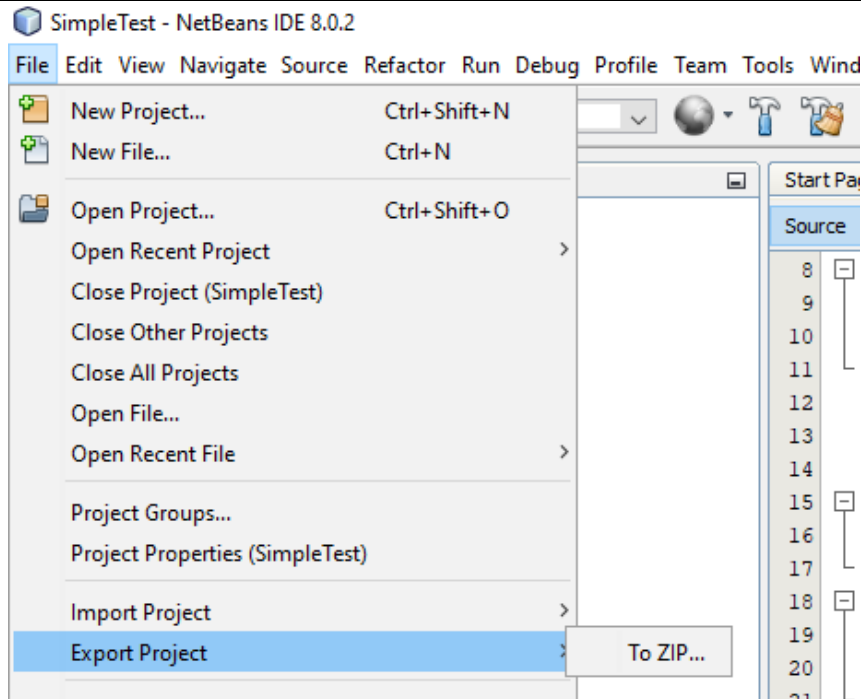 SimpleTest - NetBeans IDE 8.0.2
File Edit View Navigate Source Refactor Run Debug Profile Team Tools Wind
New Project... Ctrl+Shift+N
New File... Ctrl+N
Open Project... Ctrl+Shift+O
Open Recent Project
Close Project (SimpleTest)
Close Other Projects
Close All Projects
Open File...
Open Recent File
Project Groups...
Project Properties (SimpleTest)
Import Project
Export Project
To ZIP...
Start Pag
Source
8
9
10
11
12
13
14
15
16
17
18
19
20
21